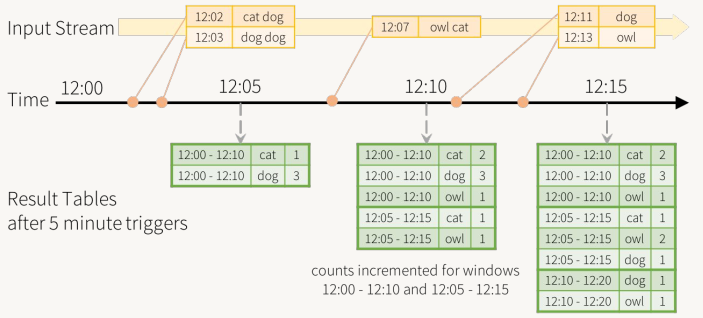 Input Stream
12:02 cat dog
12:03 dog dog
12:07 owl cat
12:11 dog
12:13 owl
Time
12:00
12:05
12:10
12:15
Result Tables
after 5 minute triggers
12:00 - 12:10 cat 1
12:00 - 12:10 dog 3
12:00 - 12:10 cat 2
12:00 - 12:10 dog 3
12:00 - 12:10 owl 1
12:05 - 12:15 cat 1
12:05 - 12:15 owl 1
counts incremented for windows
12:00 - 12:10 and 12:05 - 12:15
12:00 - 12:10 cat 2
12:00 - 12:10 dog 3
12:00 - 12:10 owl 1
12:05 - 12:15 cat 1
12:05 - 12:15 owl 2
12:05 - 12:15 dog 1
12:10 - 12:20 dog 1
12:10 - 12:20 owl 1